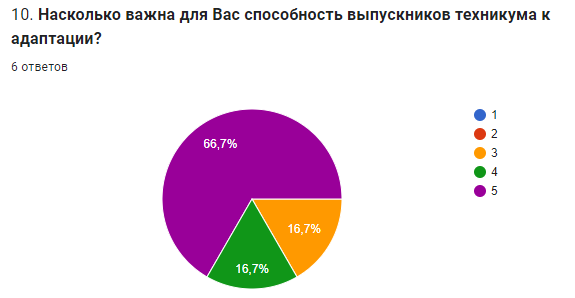 10. Насколько важна для Вас способность выпускников техникума к
адаптации?
6 ответов
66,7%
16,7%
16,7%
1
2
3
4
5